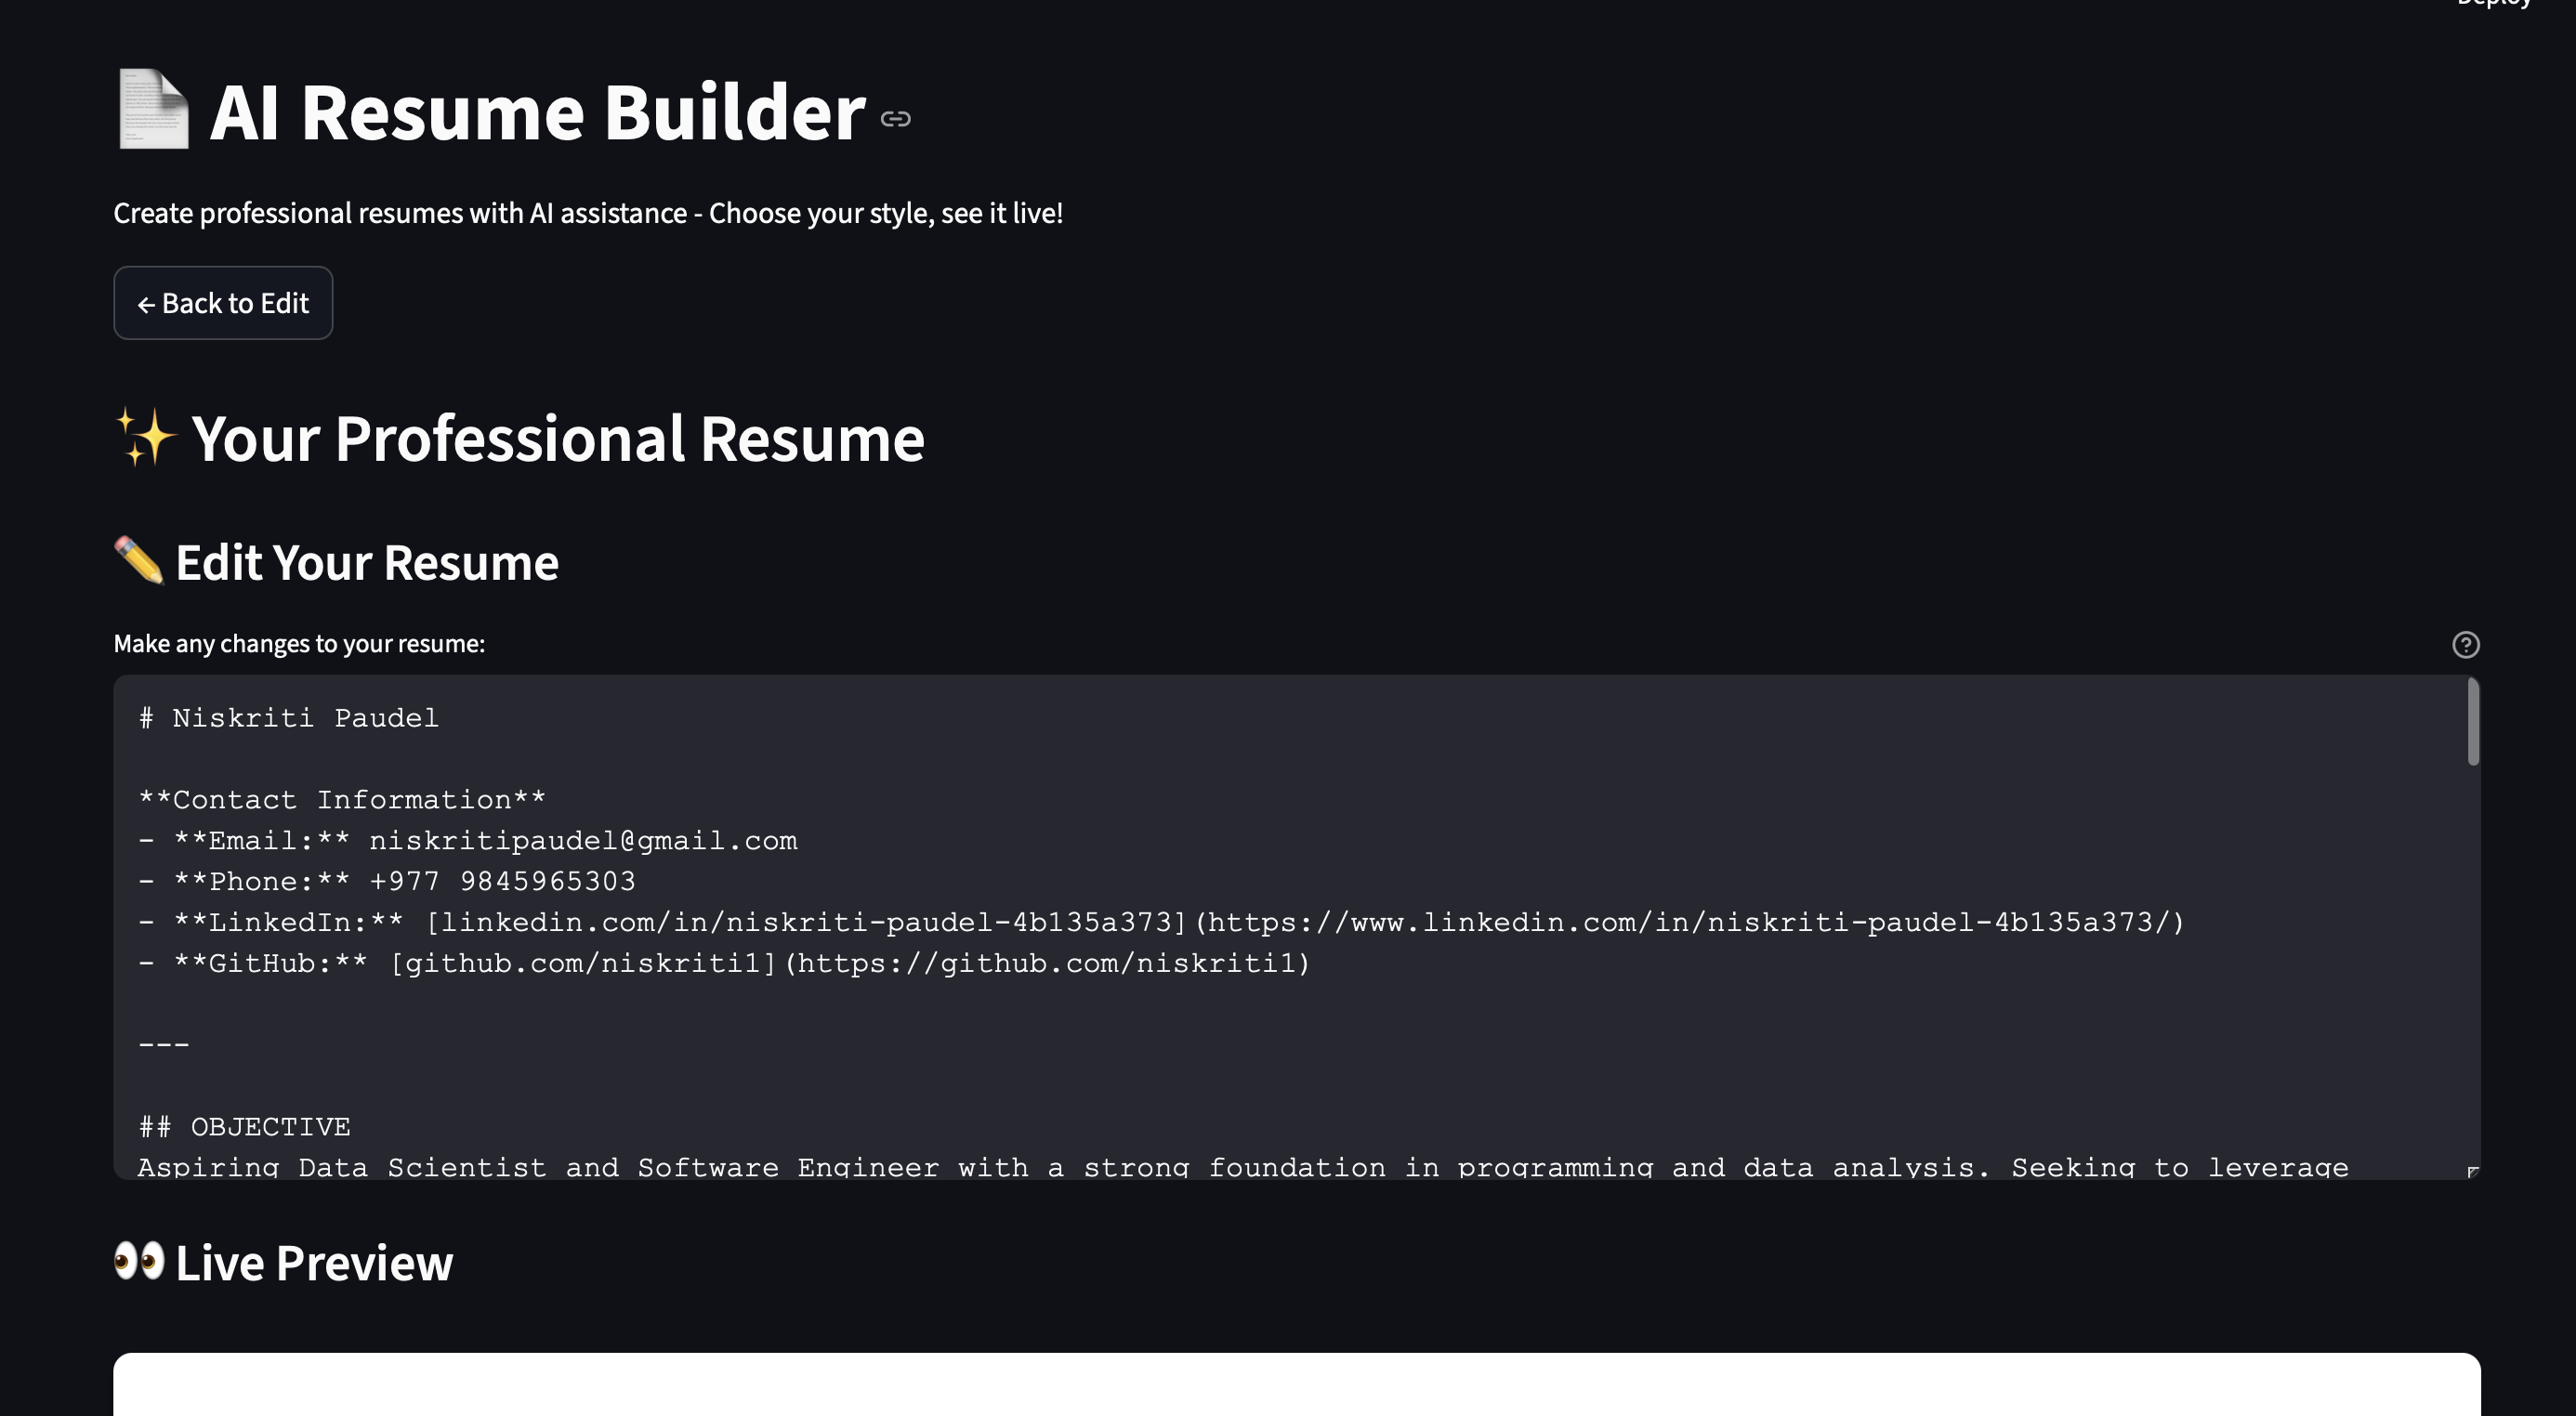 Deploy
AI Resume Builder
Create professional resumes with AI assistance - Choose your style, see it live!
← Back to Edit
Your Professional Resume
Edit Your Resume
Make any changes to your resume:
# Niskriti Paudel
**Contact Information**
- **Email:** niskritipaudel@gmail.com
- **Phone:** +977 9845965303
- **LinkedIn:** [linkedin.com/in/niskriti-paudel-4b135a373](https://www.linkedin.com/in/niskriti-paudel-4b135a373/)
- **GitHub:** [github.com/niskriti1](https://github.com/niskriti1)
---
## OBJECTIVE
Aspiring Data Scientist and Software Engineer with a strong foundation in programming and data analysis. Seeking to leverage
Live Preview